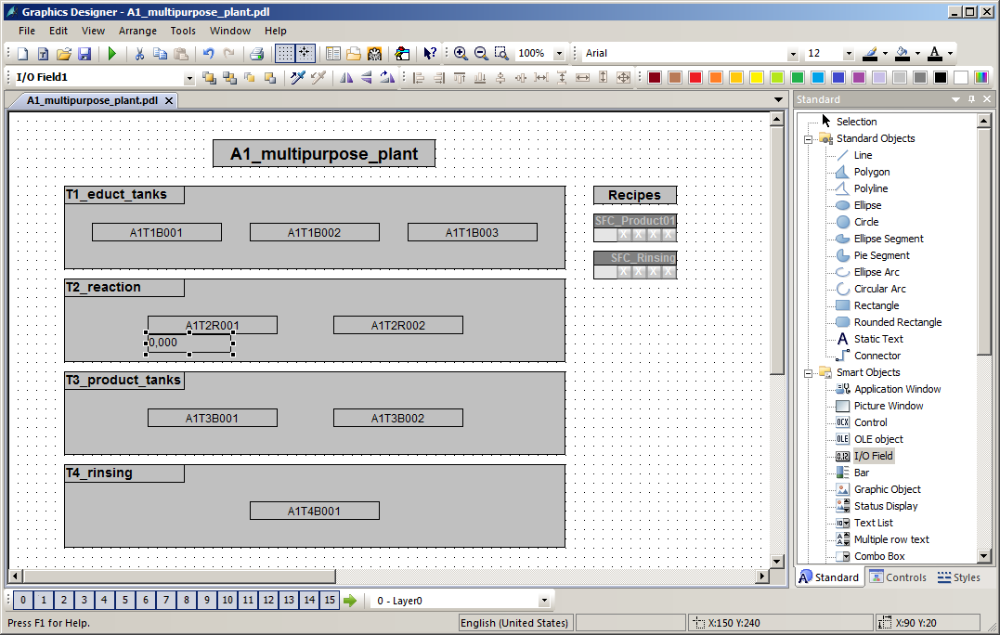 Graphics Designer - A1_multipurpose_plant.pdl
File Edit View Arrange Tools Window Help
100% Arial 12
I/O Field1
A1_multipurpose_plant.pdl
Standard
A1_multipurpose_plant
T1_educt_tanks
A1T1B001 A1T1B002 A1T1B003
Recipes
SFC_Product01
X X X X
SFC_Rinsing
X X X X
T2_reaction
A1T2R001 A1T2R002
0,000
T3_product_tanks
A1T3B001 A1T3B002
T4_rinsing
A1T4B001
Selection
Standard Objects
Line
Polygon
Polyline
Ellipse
Circle
Ellipse Segment
Pie Segment
Ellipse Arc
Circular Arc
Rectangle
Rounded Rectangle
A Static Text
Connector
Smart Objects
Application Window
Picture Window
OCX Control
OLE OLE object
0.12 I/O Field
Bar
Graphic Object
Status Display
Text List
Multiple row text
Combo Box
Standard Controls Styles
0 1 2 3 4 5 6 7 8 9 10 11 12 13 14 15 0 - Layer0
Press F1 for Help. English (United States) X:150 Y:240 X:90 Y:20